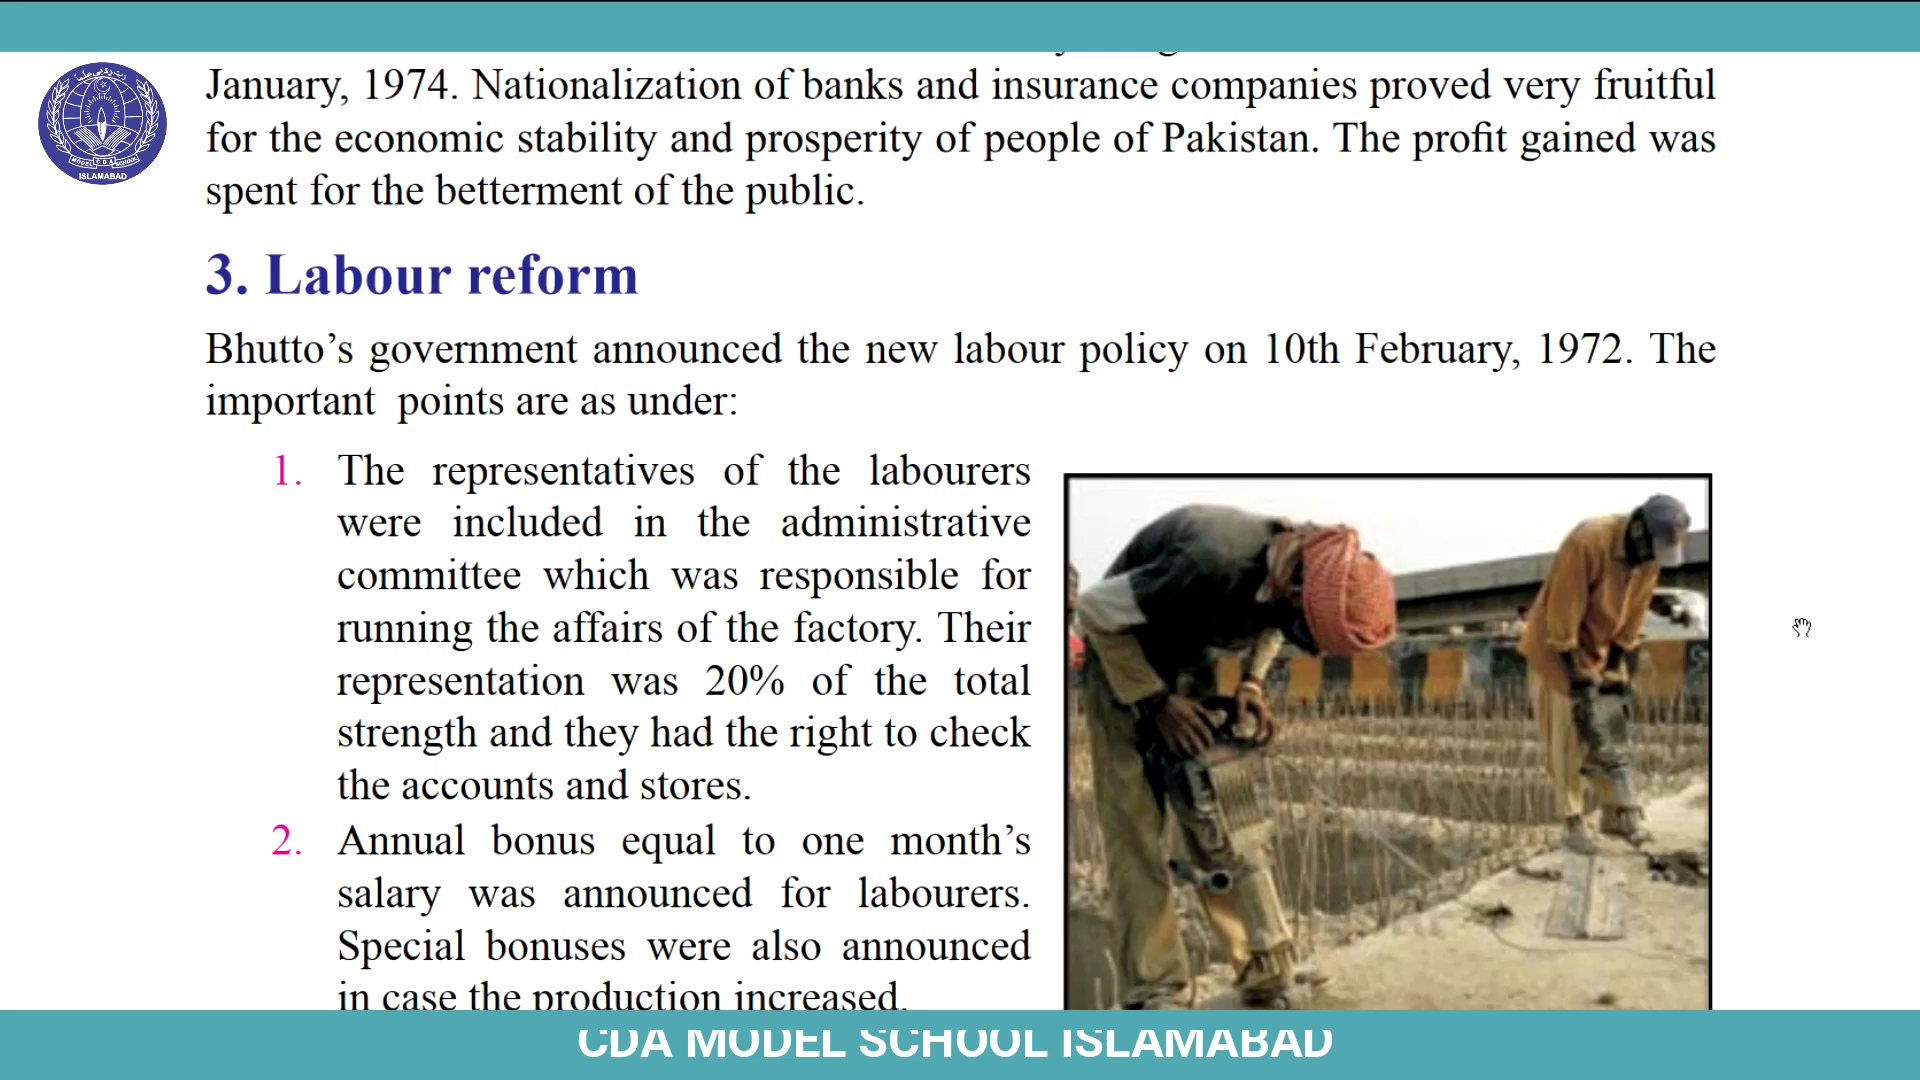 January, 1974. Nationalization of banks and insurance companies proved very fruitful
for the economic stability and prosperity of people of Pakistan. The profit gained was
spent for the betterment of the public.
MODEL C D A SCHOOL
ISLAMABAD
3. Labour reform
Bhutto’s government announced the new labour policy on 10th February, 1972. The
important points are as under:
1. The representatives of the labourers
were included in the administrative
committee which was responsible for
running the affairs of the factory. Their
representation was 20% of the total
strength and they had the right to check
the accounts and stores.
2. Annual bonus equal to one month’s
salary was announced for labourers.
Special bonuses were also announced
in case the production increased.
CDA MODEL SCHOOL ISLAMABAD